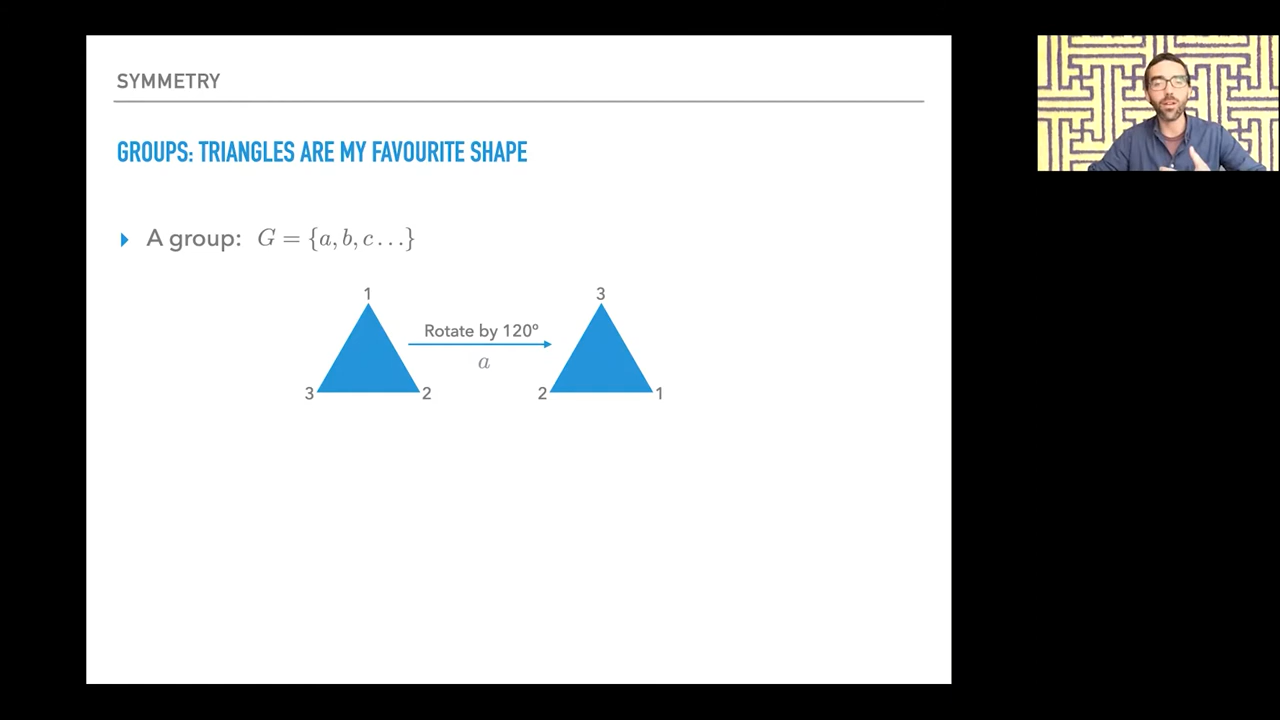 SYMMETRY
GROUPS: TRIANGLES ARE MY FAVOURITE SHAPE
A group: G = {a, b, c ...}
1
3
Rotate by 120º
a
3
2
2
1